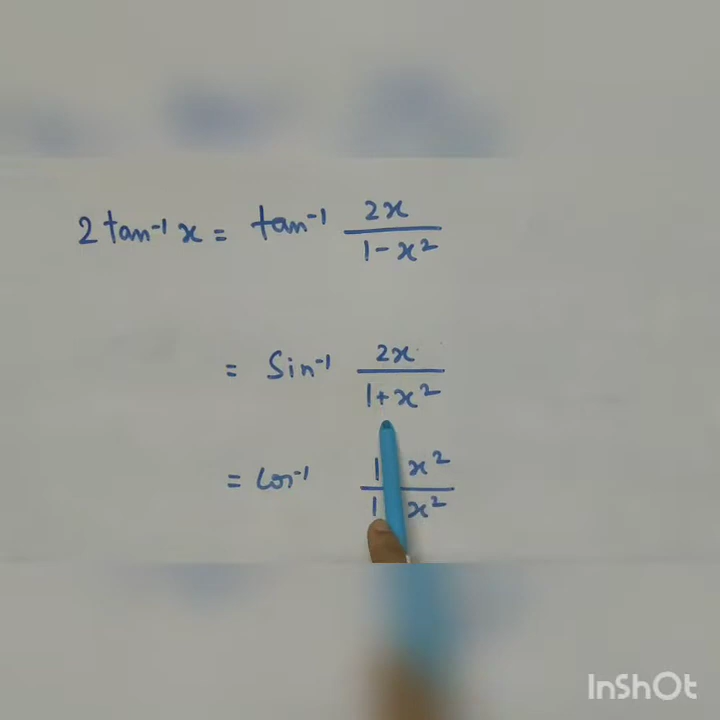 2 tan⁻¹ x = tan⁻¹ 2x / 1 - x²
= Sin⁻¹ 2x / 1 + x²
= Cos⁻¹ 1 x² / 1 x²
InShOt